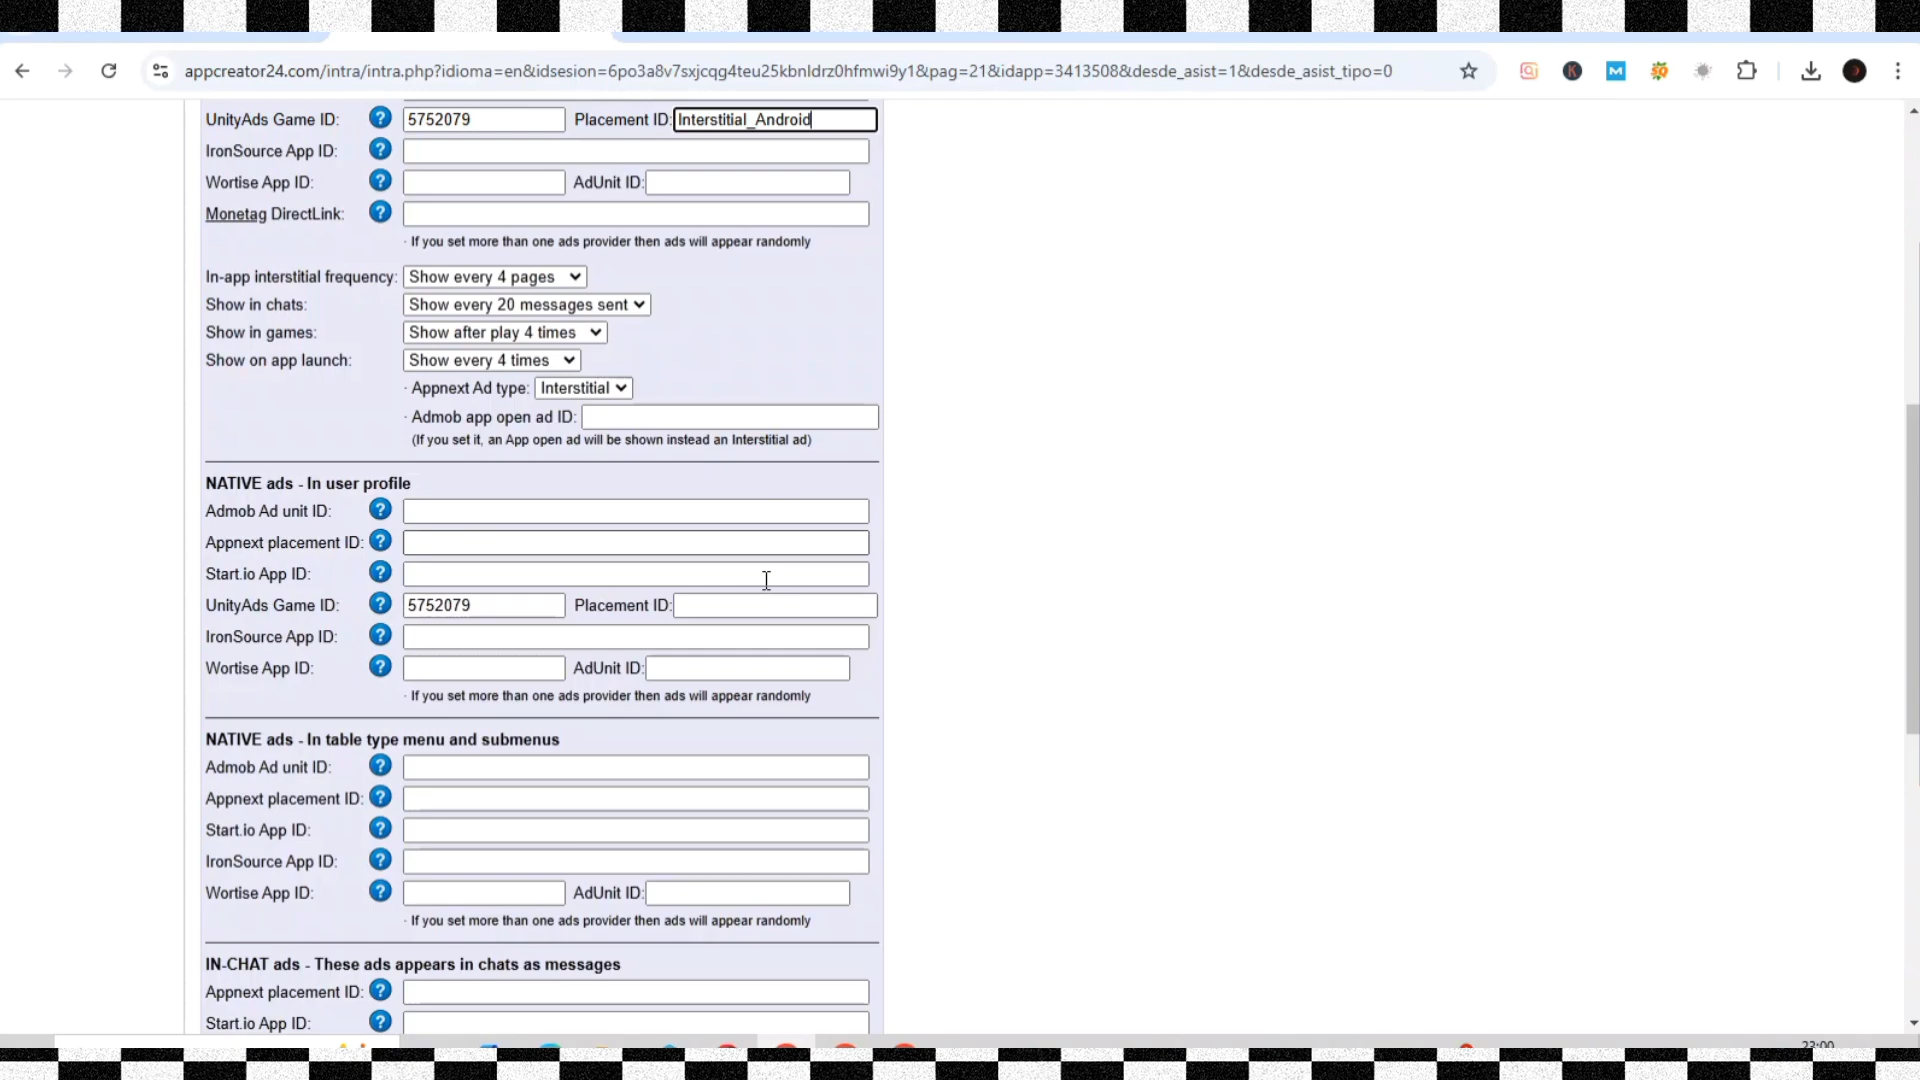 appcreator24.com/intra/intra.php?idioma=en&idsesion=6po3a8v7sxjcqg4teu25kbnldrz0hfmwi9y1&pag=21&idapp=3413508&desde_asist=1&desde_asist_tipo=0
UnityAds Game ID: ? 5752079 Placement ID: Interstitial_Android
IronSource App ID: ?
Wortise App ID: ? AdUnit ID:
Monetag DirectLink: ?
· If you set more than one ads provider then ads will appear randomly
In-app interstitial frequency: Show every 4 pages
Show in chats: Show every 20 messages sent
Show in games: Show after play 4 times
Show on app launch: Show every 4 times
· Appnext Ad type: Interstitial
· Admob app open ad ID:
(If you set it, an App open ad will be shown instead an Interstitial ad)
NATIVE ads - In user profile
Admob Ad unit ID: ?
Appnext placement ID: ?
Start.io App ID: ?
UnityAds Game ID: ? 5752079 Placement ID:
IronSource App ID: ?
Wortise App ID: ? AdUnit ID:
· If you set more than one ads provider then ads will appear randomly
NATIVE ads - In table type menu and submenus
Admob Ad unit ID: ?
Appnext placement ID: ?
Start.io App ID: ?
IronSource App ID: ?
Wortise App ID: ? AdUnit ID:
· If you set more than one ads provider then ads will appear randomly
IN-CHAT ads - These ads appears in chats as messages
Appnext placement ID: ?
Start.io App ID: ?
23:00